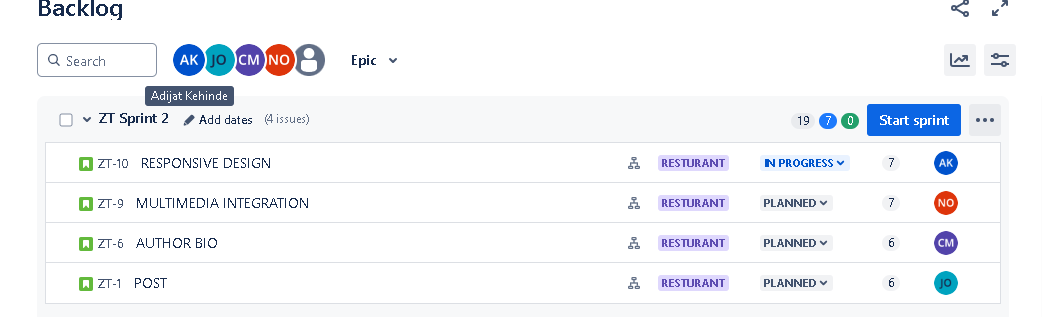 Backlog
Search
AK JO CM NO
Epic
Adijat Kehinde
ZT Sprint 2 Add dates (4 issues) 19 7 0 Start sprint
ZT-10 RESPONSIVE DESIGN RESTURANT IN PROGRESS 7 AK
ZT-9 MULTIMEDIA INTEGRATION RESTURANT PLANNED 7 NO
ZT-6 AUTHOR BIO RESTURANT PLANNED 6 CM
ZT-1 POST RESTURANT PLANNED 6 JO